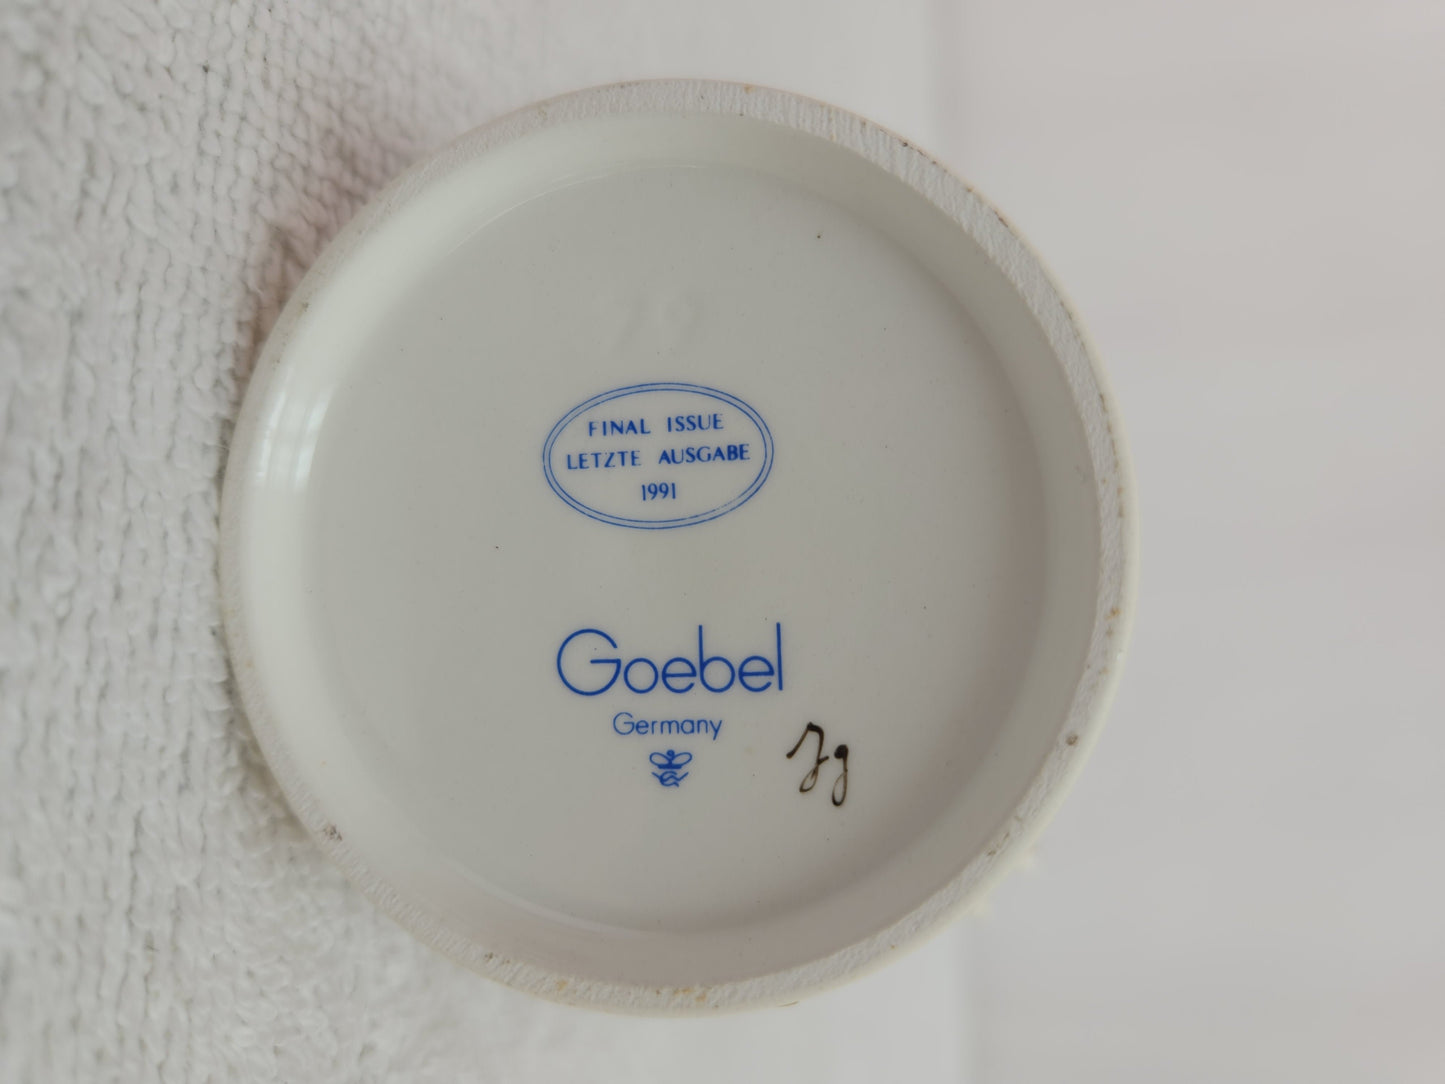 FINAL ISSUE
LETZTE AUSGABE
1991
Goebel
Germany